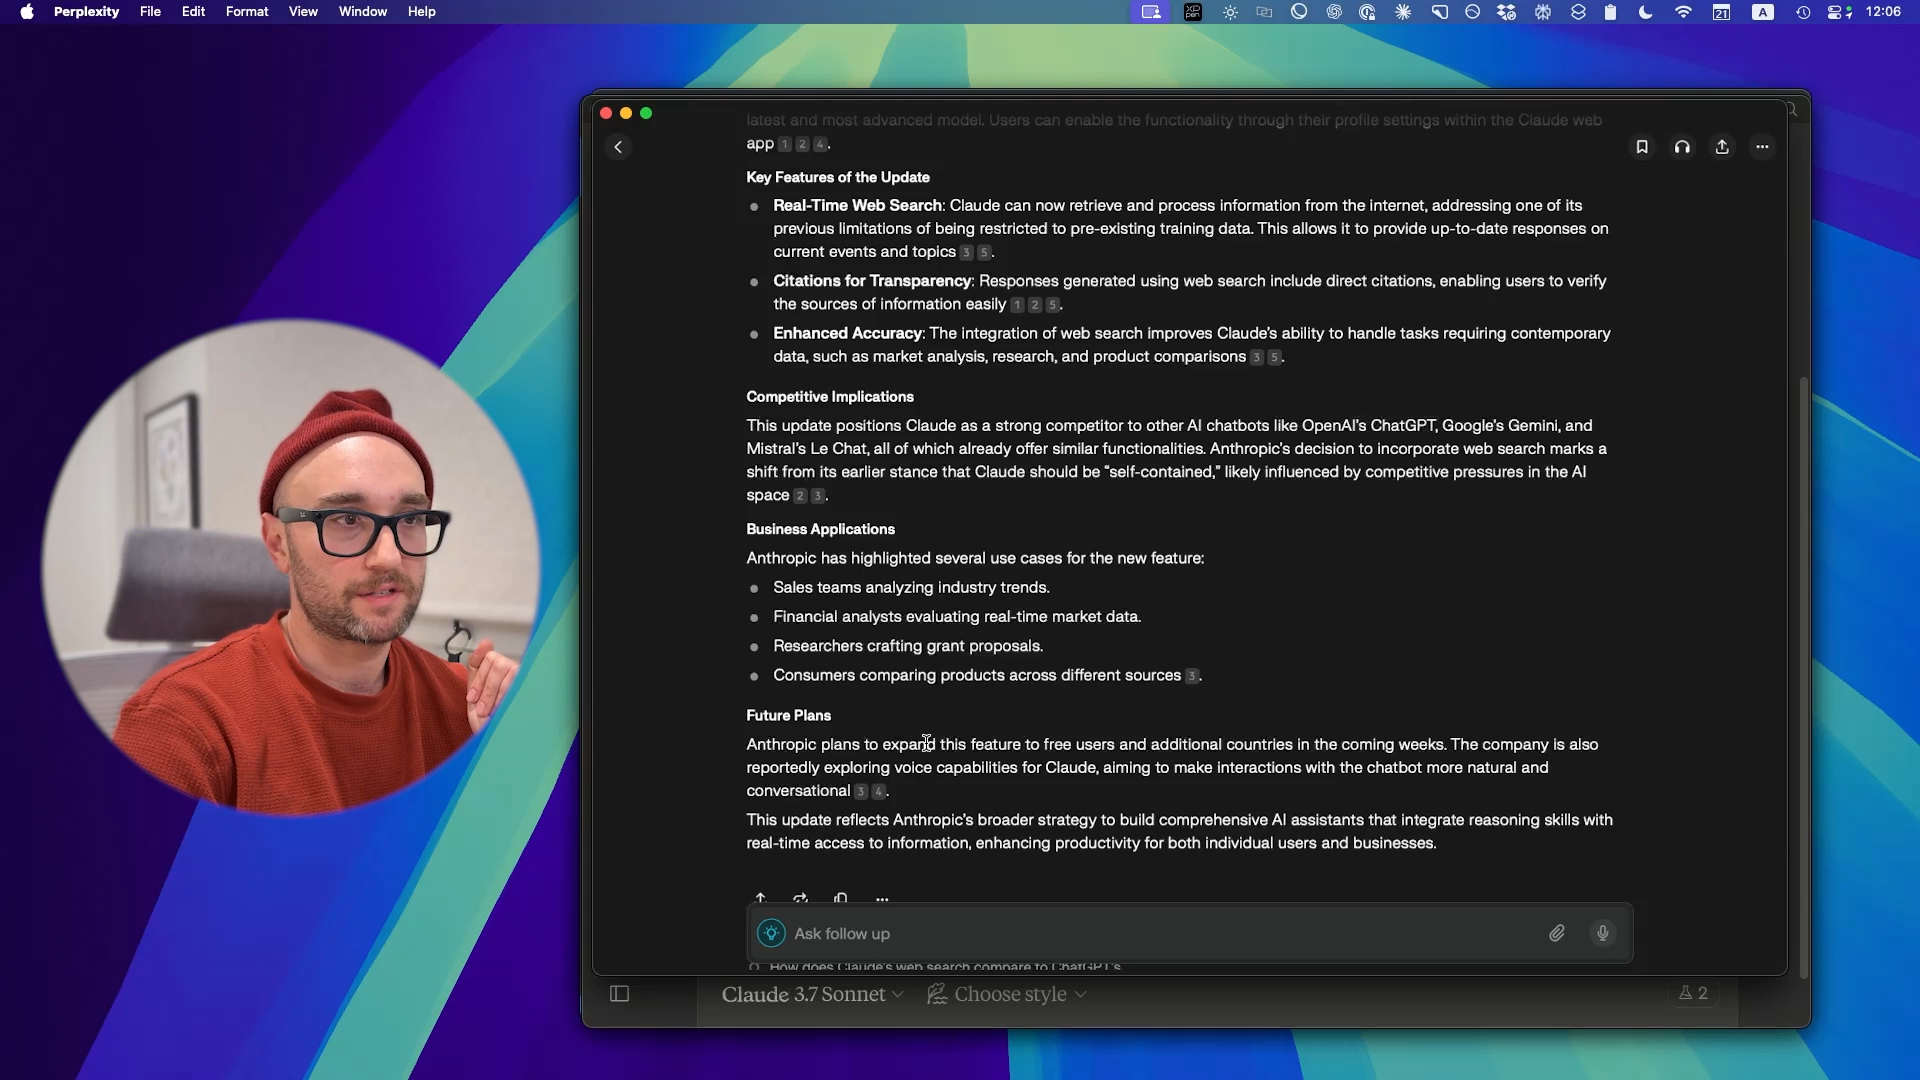 Perplexity File Edit Format View Window Help 21 A 12:06
latest and most advanced model. Users can enable the functionality through their profile settings within the Claude web
app 1 2 4.
Key Features of the Update
Real-Time Web Search: Claude can now retrieve and process information from the internet, addressing one of its
previous limitations of being restricted to pre-existing training data. This allows it to provide up-to-date responses on
current events and topics 3 5.
Citations for Transparency: Responses generated using web search include direct citations, enabling users to verify
the sources of information easily 1 2 5.
Enhanced Accuracy: The integration of web search improves Claude's ability to handle tasks requiring contemporary
data, such as market analysis, research, and product comparisons 3 5.
Competitive Implications
This update positions Claude as a strong competitor to other AI chatbots like OpenAI's ChatGPT, Google's Gemini, and
Mistral's Le Chat, all of which already offer similar functionalities. Anthropic's decision to incorporate web search marks a
shift from its earlier stance that Claude should be “self-contained,” likely influenced by competitive pressures in the AI
space 2 3.
Business Applications
Anthropic has highlighted several use cases for the new feature:
Sales teams analyzing industry trends.
Financial analysts evaluating real-time market data.
Researchers crafting grant proposals.
Consumers comparing products across different sources 3.
Future Plans
Anthropic plans to expand this feature to free users and additional countries in the coming weeks. The company is also
reportedly exploring voice capabilities for Claude, aiming to make interactions with the chatbot more natural and
conversational 3 4.
This update reflects Anthropic's broader strategy to build comprehensive AI assistants that integrate reasoning skills with
real-time access to information, enhancing productivity for both individual users and businesses.
Ask follow up
How does Claude's web search compare to ChatGPT's
Claude 3.7 Sonnet Choose style 2